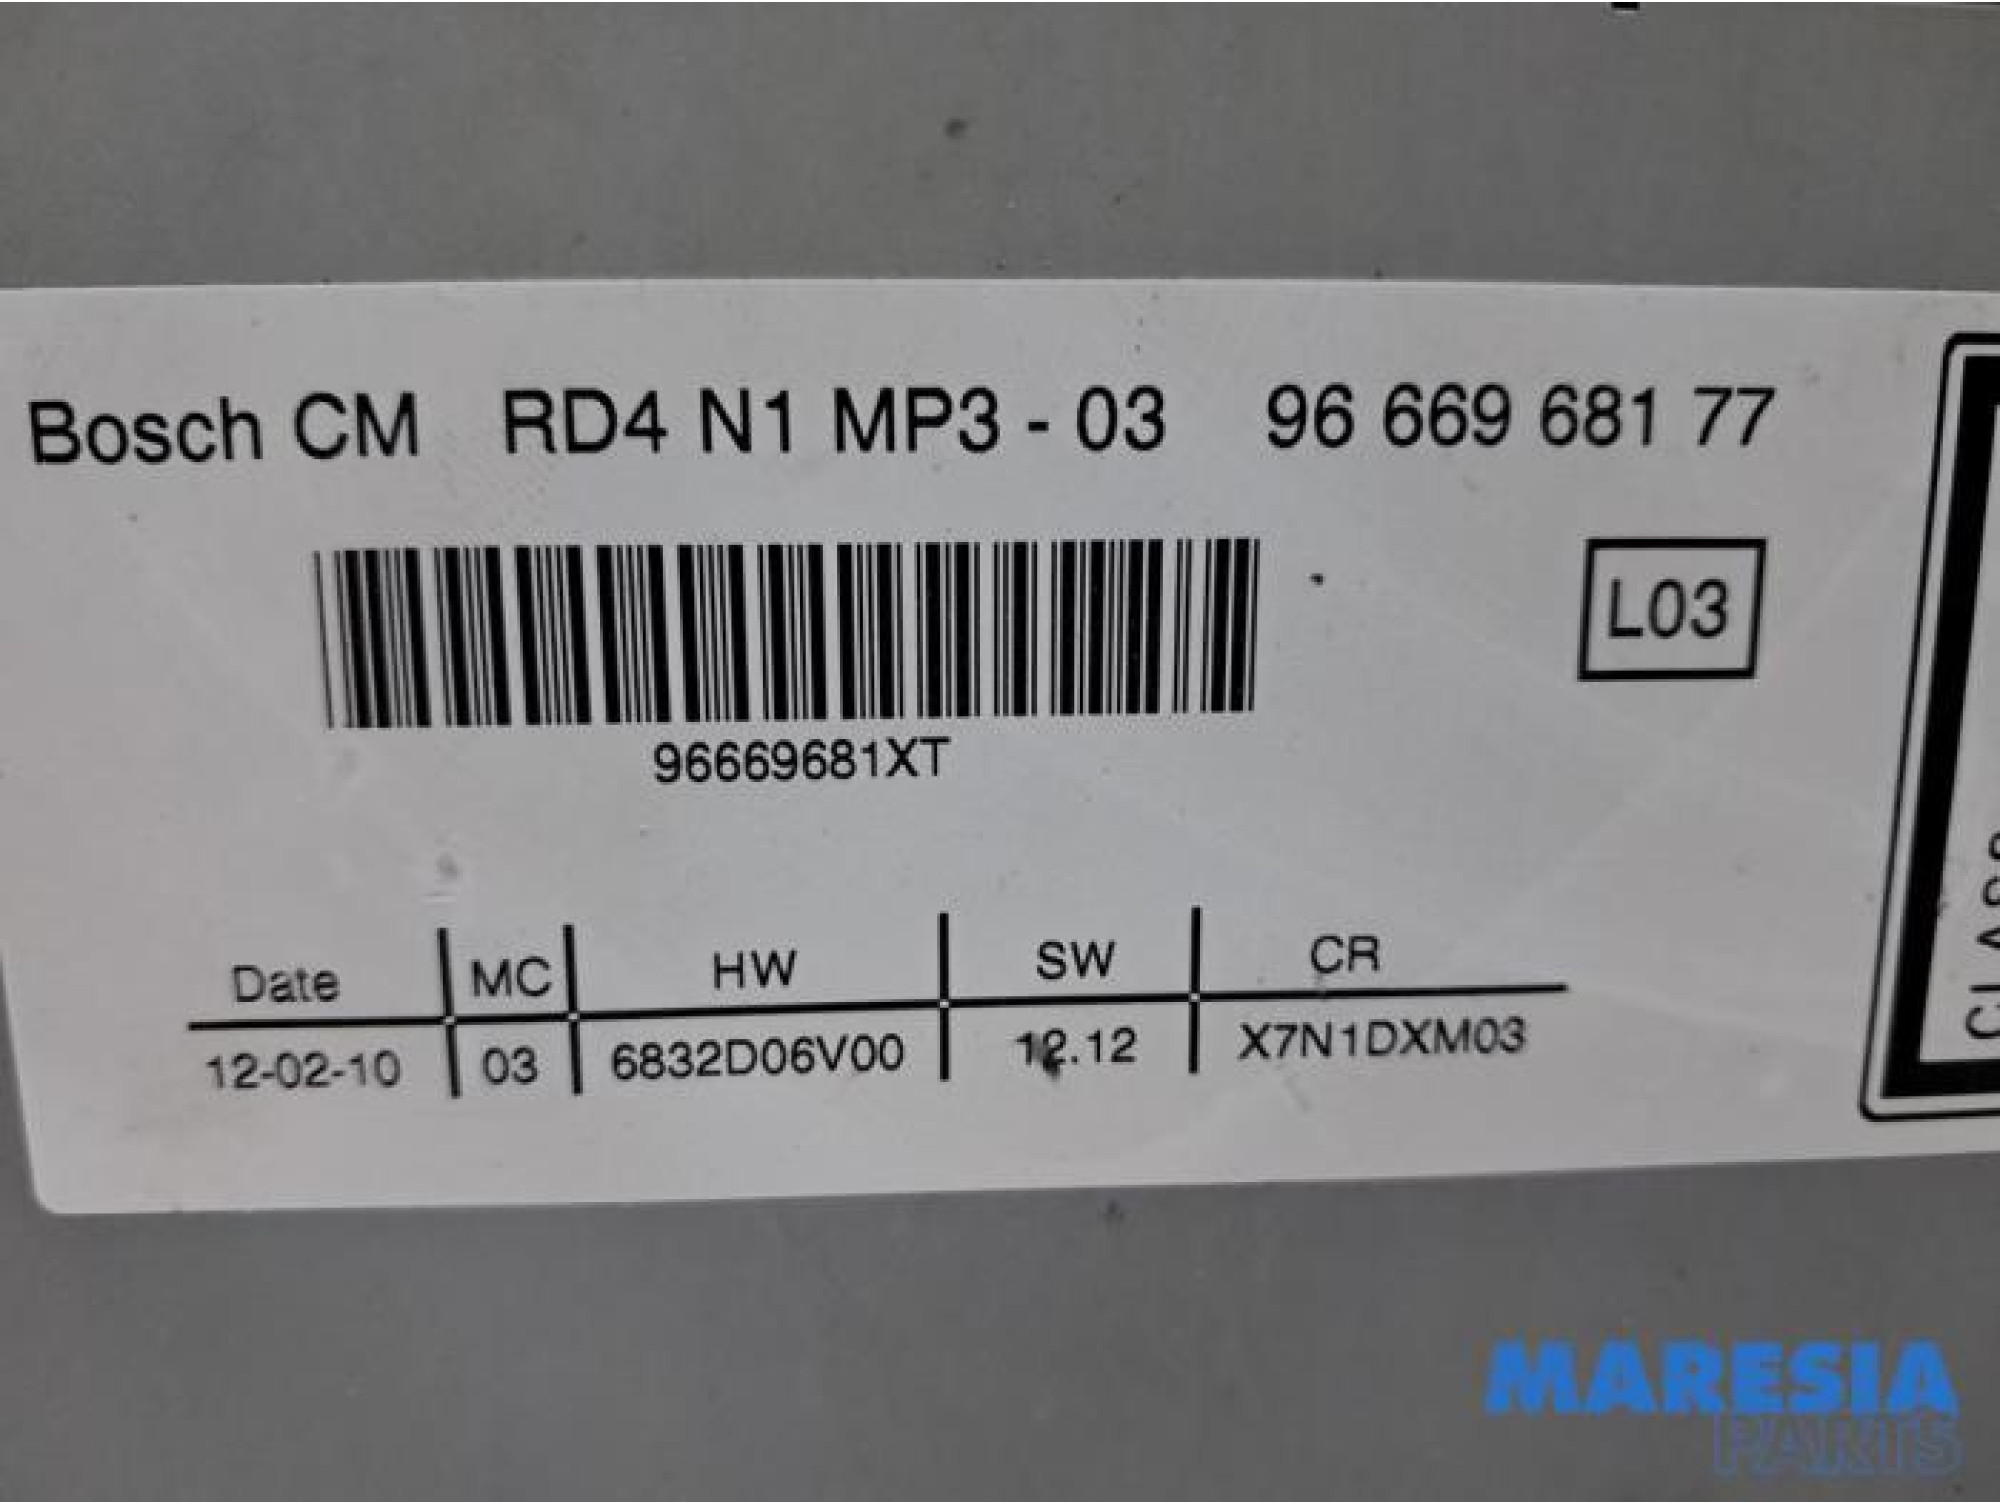 Bosch CM RD4 N1 MP3 - 03 96 669 681 77
L03
96669681XT
Date MC HW SW CR
12-02-10 03 6832D06V00 12.12 X7N1DXM03
CLASS
MARESIA
PARTS